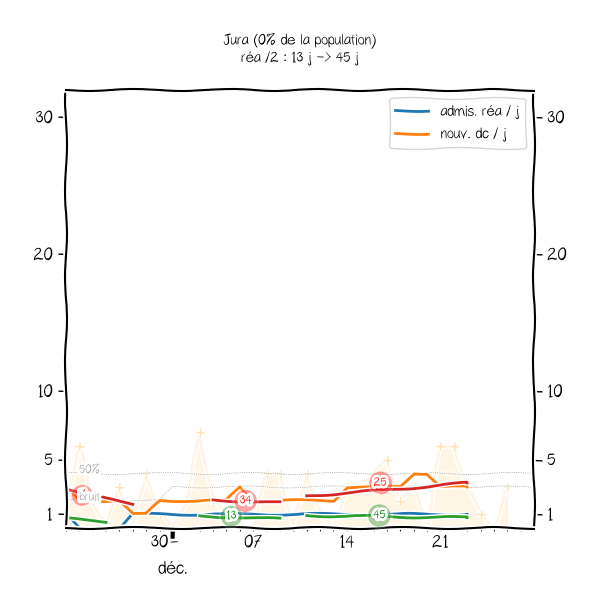 Jura (0% de la population)
réa /2 : 13 j -> 45 j
admis. réa / j
nouv. dc / j
30 30
20 20
10 10
5 5
1 1
50%
bruit
34
13
25
45
30 07 14 21
déc.